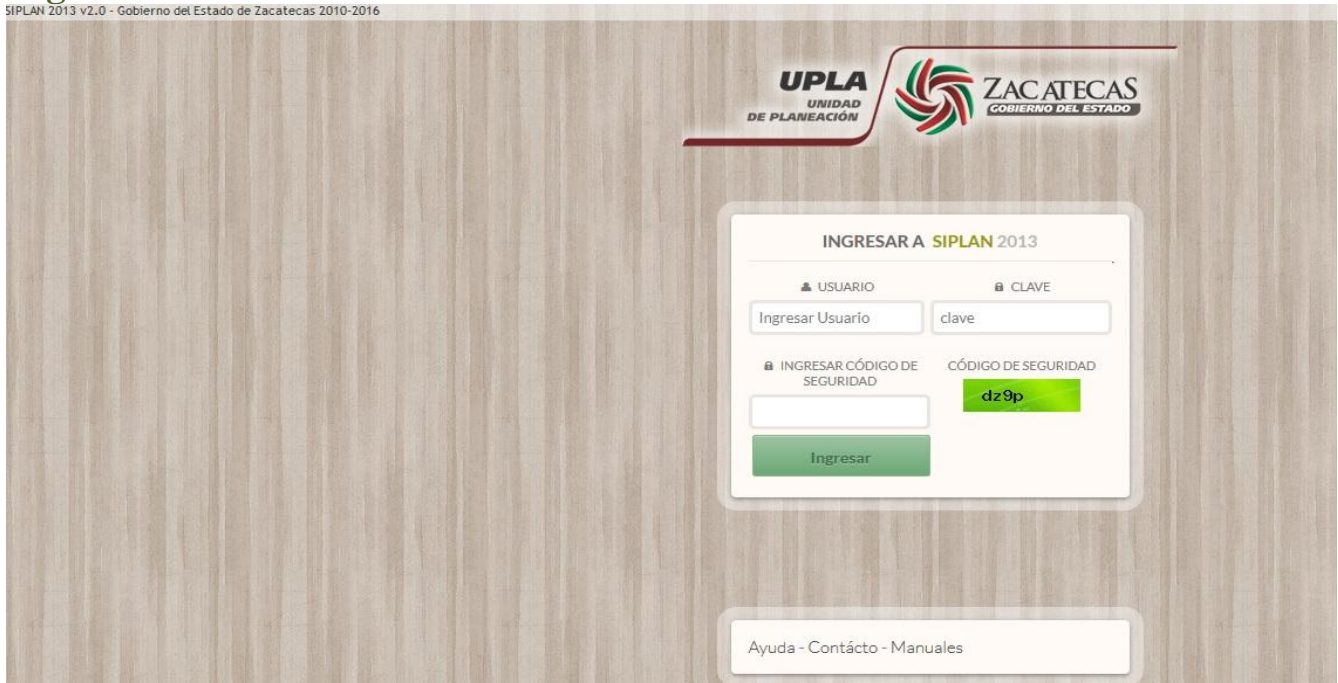 SIPLAN 2013 v2.0 - Gobierno del Estado de Zacatecas 2010-2016
UPLA
UNIDAD
DE PLANEACIÓN
ZACATECAS
GOBIERNO DEL ESTADO
INGRESAR A SIPLAN 2013
USUARIO
CLAVE
Ingresar Usuario
clave
INGRESAR CÓDIGO DE
SEGURIDAD
CÓDIGO DE SEGURIDAD
dz9p
Ingresar
Ayuda - Contácto - Manuales